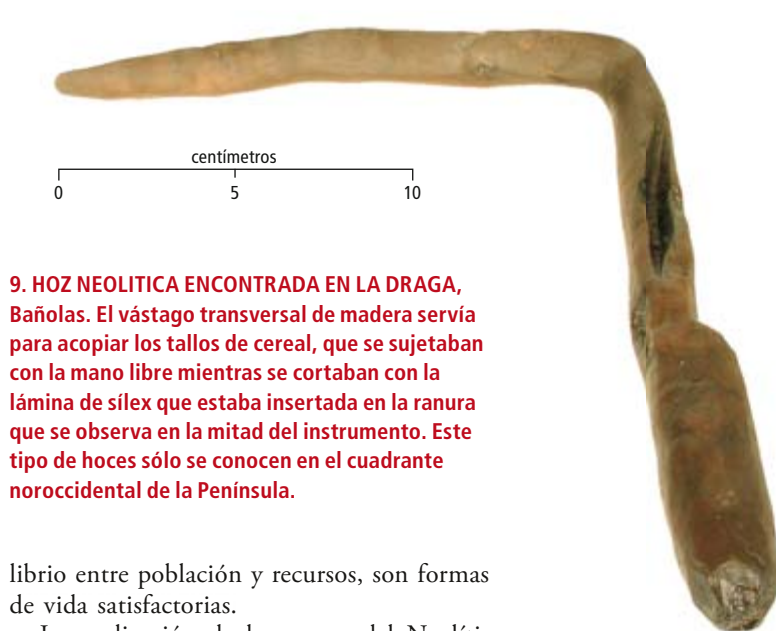 centímetros
0 5 10
9. HOZ NEOLITICA ENCONTRADA EN LA DRAGA,
Bañolas. El vástago transversal de madera servía
para acopiar los tallos de cereal, que se sujetaban
con la mano libre mientras se cortaban con la
lámina de sílex que estaba insertada en la ranura
que se observa en la mitad del instrumento. Este
tipo de hoces sólo se conocen en el cuadrante
noroccidental de la Península.
librio entre población y recursos, son formas
de vida satisfactorias.